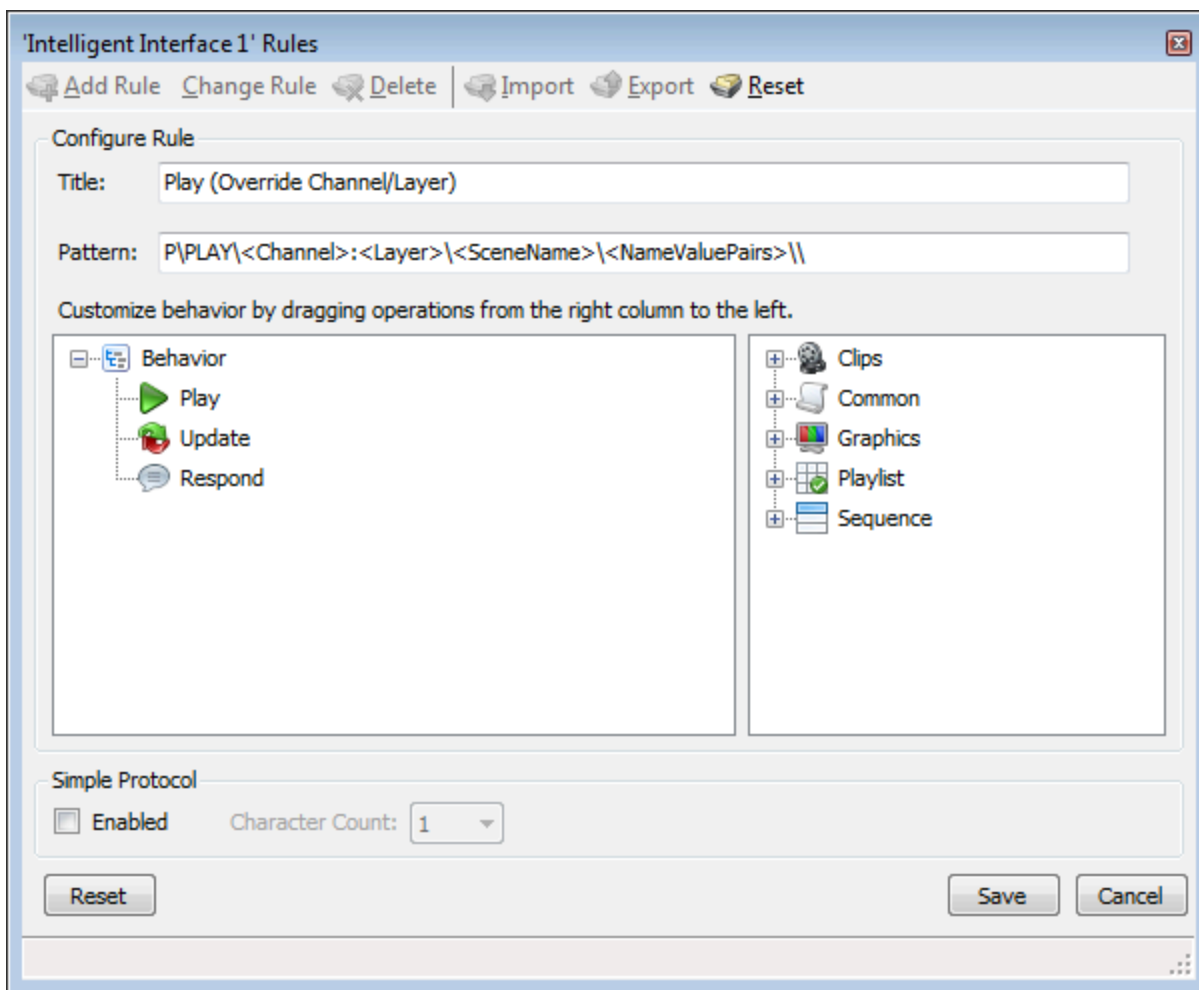 'Intelligent Interface 1' Rules
Add Rule Change Rule Delete Import Export Reset
Configure Rule
Title: Play (Override Channel/Layer)
Pattern: P\PLAY\<Channel>:<Layer>\<SceneName>\<NameValuePairs>\\
Customize behavior by dragging operations from the right column to the left.
Behavior
Play
Update
Respond
Clips
Common
Graphics
Playlist
Sequence
Simple Protocol
Enabled Character Count: 1
Reset Save Cancel